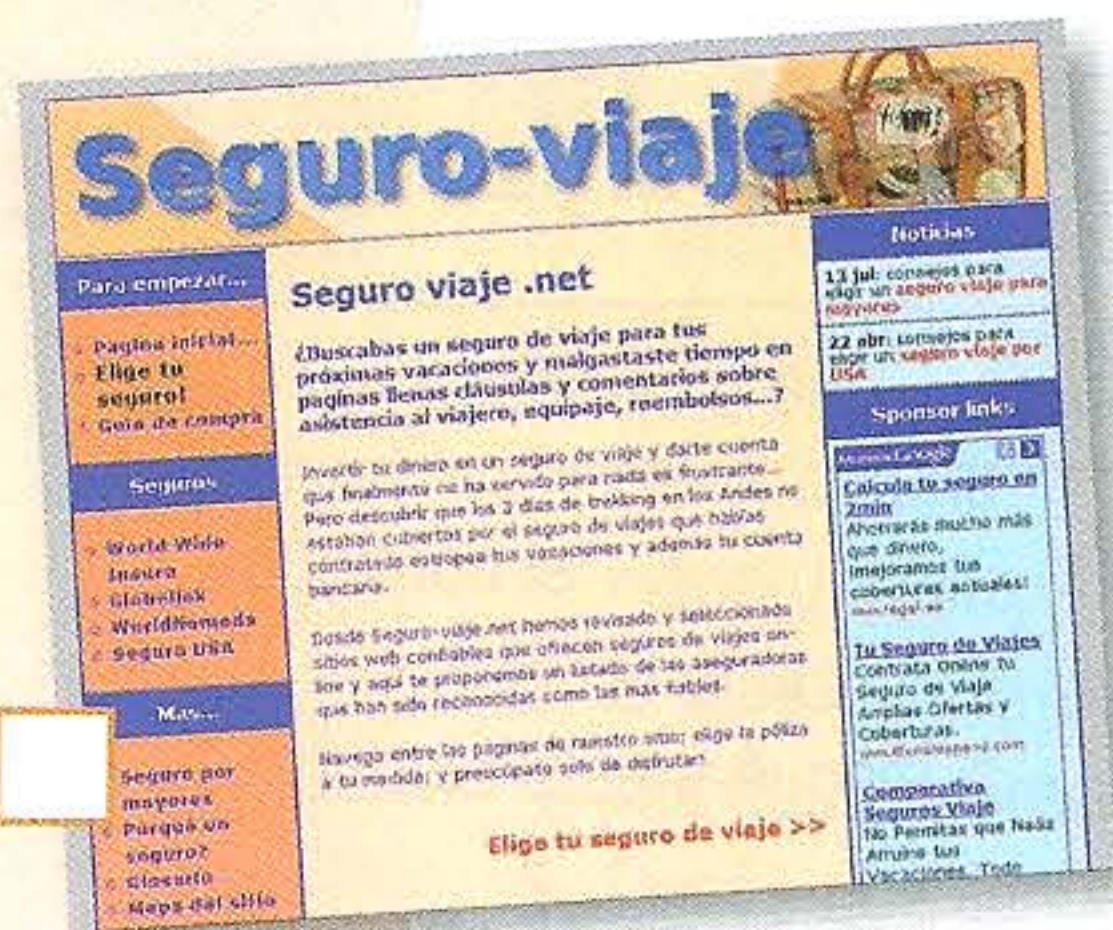 Seguro-viaje
Para empezar...
Pagina inicial...
Elige tu
seguro!
Guia de compra
Seguros
World Wide
Insure
Globelink
WorldNomads
Seguro USA
Mas...
Seguro por
mayores
Porqué un
seguro?
Glosario
Mapa del sitio
Seguro viaje .net
¿Buscabas un seguro de viaje para tus
próximas vacaciones y malgastaste tiempo en
paginas llenas cláusulas y comentarios sobre
asistencia al viajero, equipaje, reembolsos...?
Invertir tu dinero en un seguro de viaje y darte cuenta
que finalmente no ha servido para nada es frustrante...
Pero descubrir que los 3 días de trekking en los Andes no
estaban cubiertos por el seguro de viajes que habías
contratado estropea tus vacaciones y además tu cuenta
bancaria.
Desde Seguro-viaje.net hemos revisado y seleccionado
sitios web confiables que ofrecen seguros de viajes on-
line y aquí te proponemos un listado de las aseguradoras
que han sido reconocidas como las mas fiables.
Navega entre las páginas de nuestro sitio; elige la póliza
a tu medida; y preocúpate solo de disfrutar!
Elige tu seguro de viaje >>
Noticias
13 jul: consejos para
elige un seguro viaje para
mayores
22 abr: consejos para
elige un seguro viaje por
USA
Sponsor links
Calcula tu seguro en
2min
Ahorrarás mucho más
que dinero,
¡mejoramos tus
coberturas actuales!
Tu Seguro de Viajes
Contrata Online tu
Seguro de Viaje
Amplias Ofertas y
Coberturas.
Comparativa
Seguros Viaje
No Permitas que Nada
Arruine tus
Vacaciones. Todo